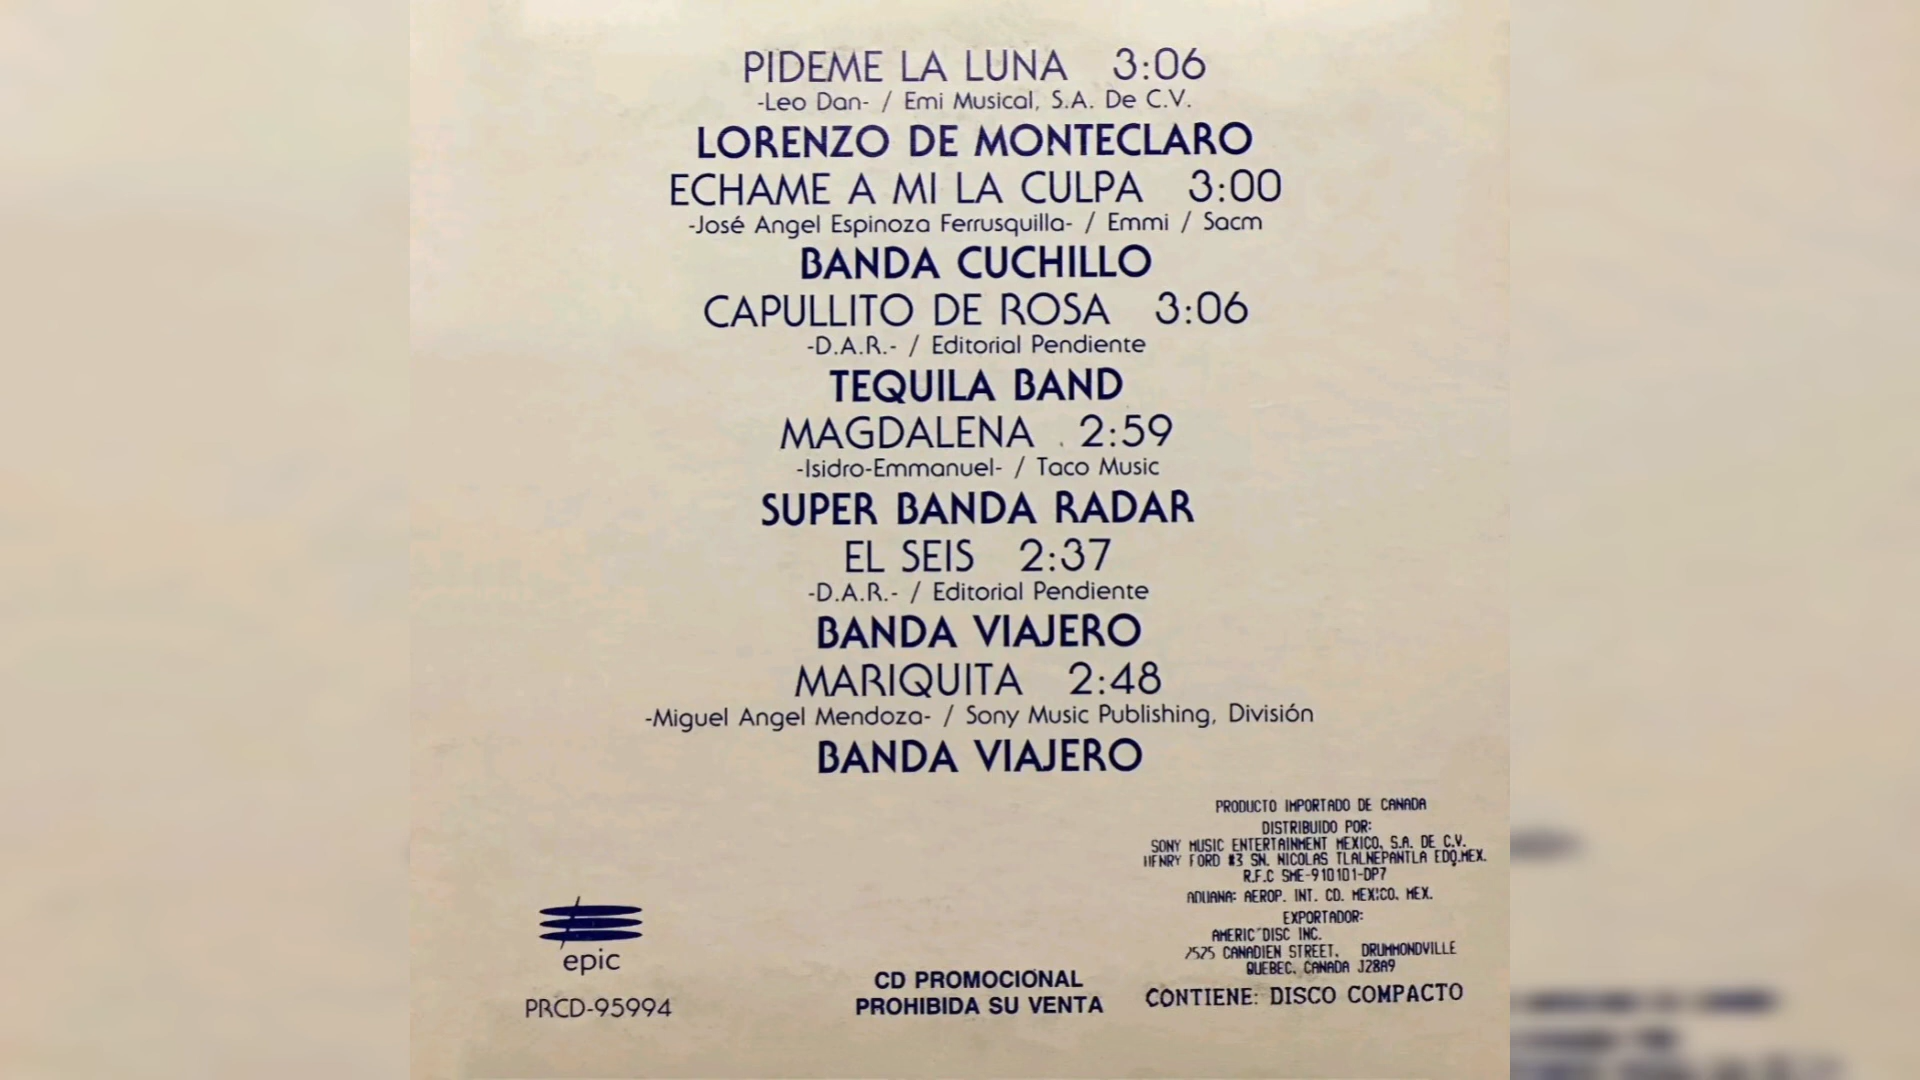 PIDEME LA LUNA 3:06
-Leo Dan- / Emi Musical, S.A. De C.V.
LORENZO DE MONTECLARO
ECHAME A MI LA CULPA 3:00
-José Angel Espinoza Ferrusquilla- / Emmi / Sacm
BANDA CUCHILLO
CAPULLITO DE ROSA 3:06
-D.A.R.- / Editorial Pendiente
TEQUILA BAND
MAGDALENA 2:59
-Isidro-Emmanuel- / Taco Music
SUPER BANDA RADAR
EL SEIS 2:37
-D.A.R.- / Editorial Pendiente
BANDA VIAJERO
MARIQUITA 2:48
-Miguel Angel Mendoza- / Sony Music Publishing, División
BANDA VIAJERO
PRODUCTO IMPORTADO DE CANADA
DISTRIBUIDO POR:
SONY MUSIC ENTERTAINMENT MEXICO, S.A. DE C.V.
HENRY FORD #3 SN. NICOLAS TLALNEPANTLA EDO.MEX.
R.F.C SME-910101-DP7
ADUANA: AEROP. INT. CD. MEXICO. MEX.
EXPORTADOR:
AMERIC DISC INC.
2525 CANADIEN STREET. DRUMMONDVILLE
QUEBEC, CANADA J28A9
CONTIENE: DISCO COMPACTO
epic
PRCD-95994
CD PROMOCIONAL
PROHIBIDA SU VENTA